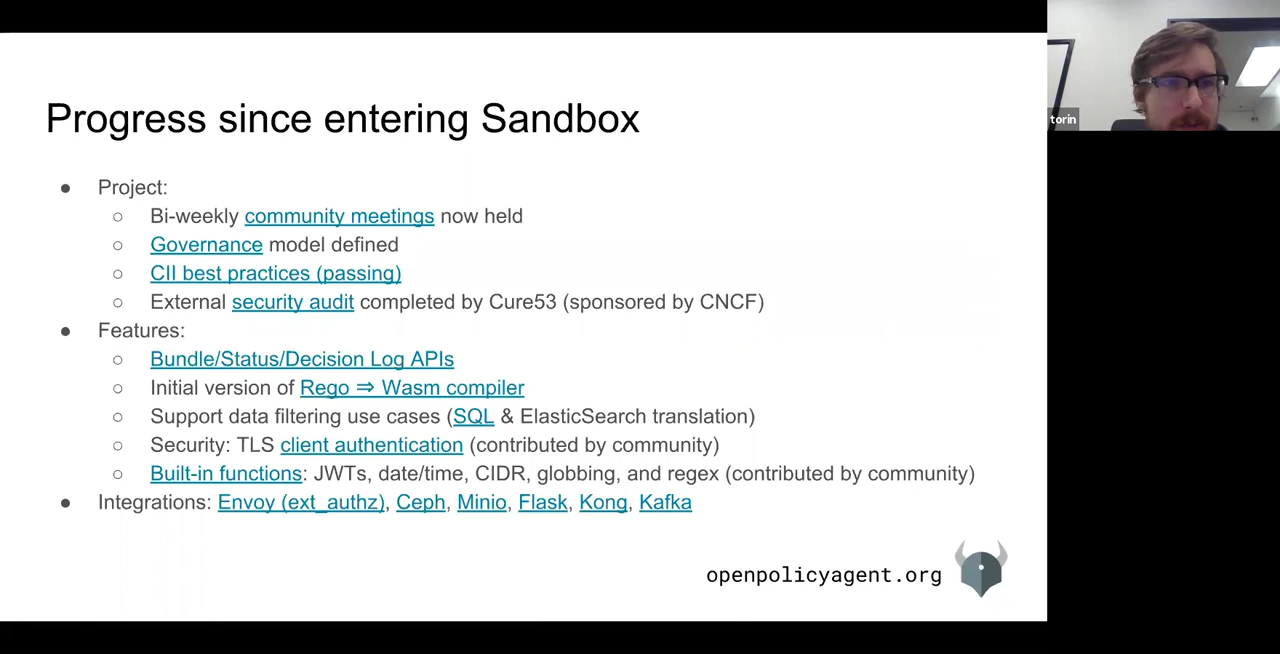 Progress since entering Sandbox
torin
● Project:
○ Bi-weekly community meetings now held
○ Governance model defined
○ CII best practices (passing)
○ External security audit completed by Cure53 (sponsored by CNCF)
● Features:
○ Bundle/Status/Decision Log APIs
○ Initial version of Rego ⇒ Wasm compiler
○ Support data filtering use cases (SQL & ElasticSearch translation)
○ Security: TLS client authentication (contributed by community)
○ Built-in functions: JWTs, date/time, CIDR, globbing, and regex (contributed by community)
● Integrations: Envoy (ext_authz), Ceph, Minio, Flask, Kong, Kafka
openpolicyagent.org